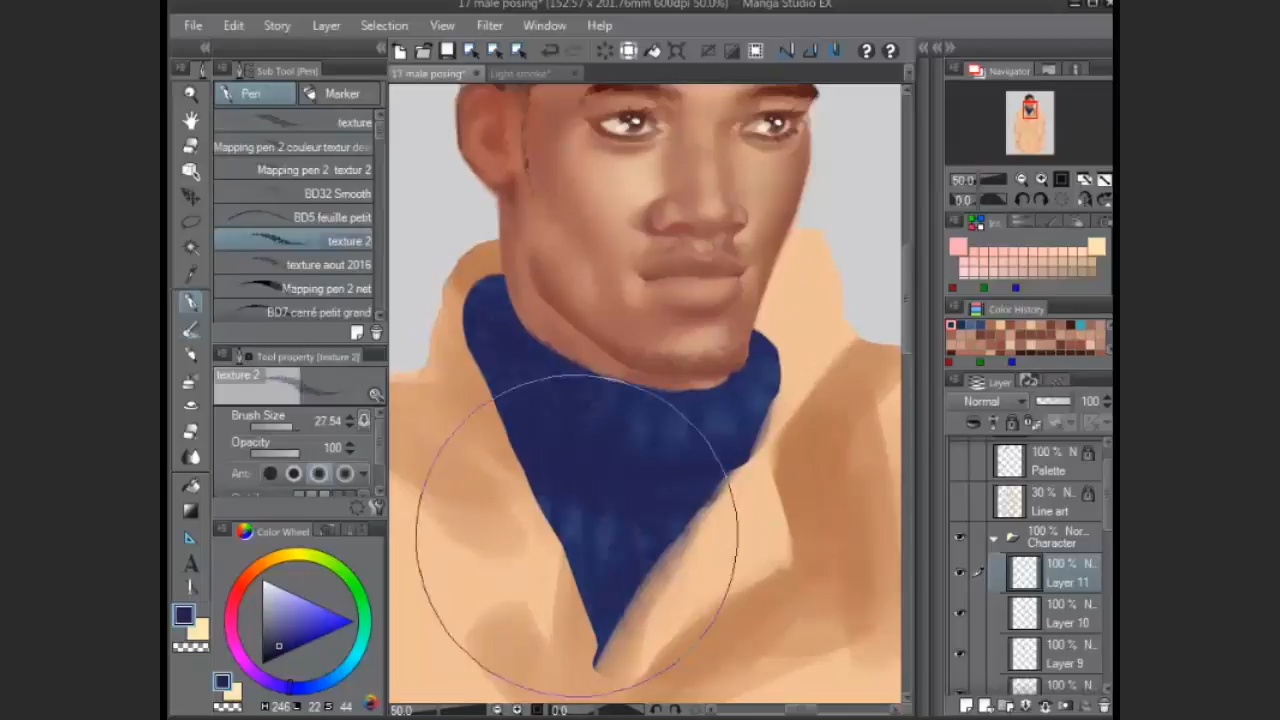 17 male posing* (152.57 x 201.76mm 600dpi 50.0%) - Manga Studio EX
File Edit Story Layer Selection View Filter Window Help
Sub Tool [Pen]
17 male posing*
Light smoke*
Navigator
Pen
Marker
texture
Mapping pen 2 couleur textur
Mapping pen 2 textur 2
BD32 Smooth
BD5 feuille petit
texture 2
texture aout 2016
Mapping pen 2 net
BD7 carré petit grand
Tool property [texture 2]
texture 2
Brush Size 27.54
Opacity 100
Color Wheel
H 246 L 22 S 44
50.0 0.0
50.0
0.0
Int
Color History
Layer
Normal 100
100 % N
Palette
30 % N..
Line art
100 % Nor...
Character
100 % N..
Layer 11
100 % N..
Layer 10
100 % N..
Layer 9
100 % N..